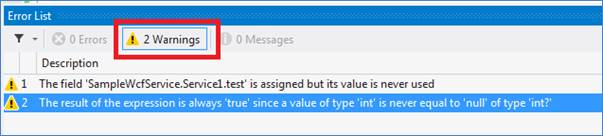 Error List
0 Errors
2 Warnings
0 Messages
Description
1 The field 'SampleWcfService.Service1.test' is assigned but its value is never used
2 The result of the expression is always 'true' since a value of type 'int' is never equal to 'null' of type 'int?'